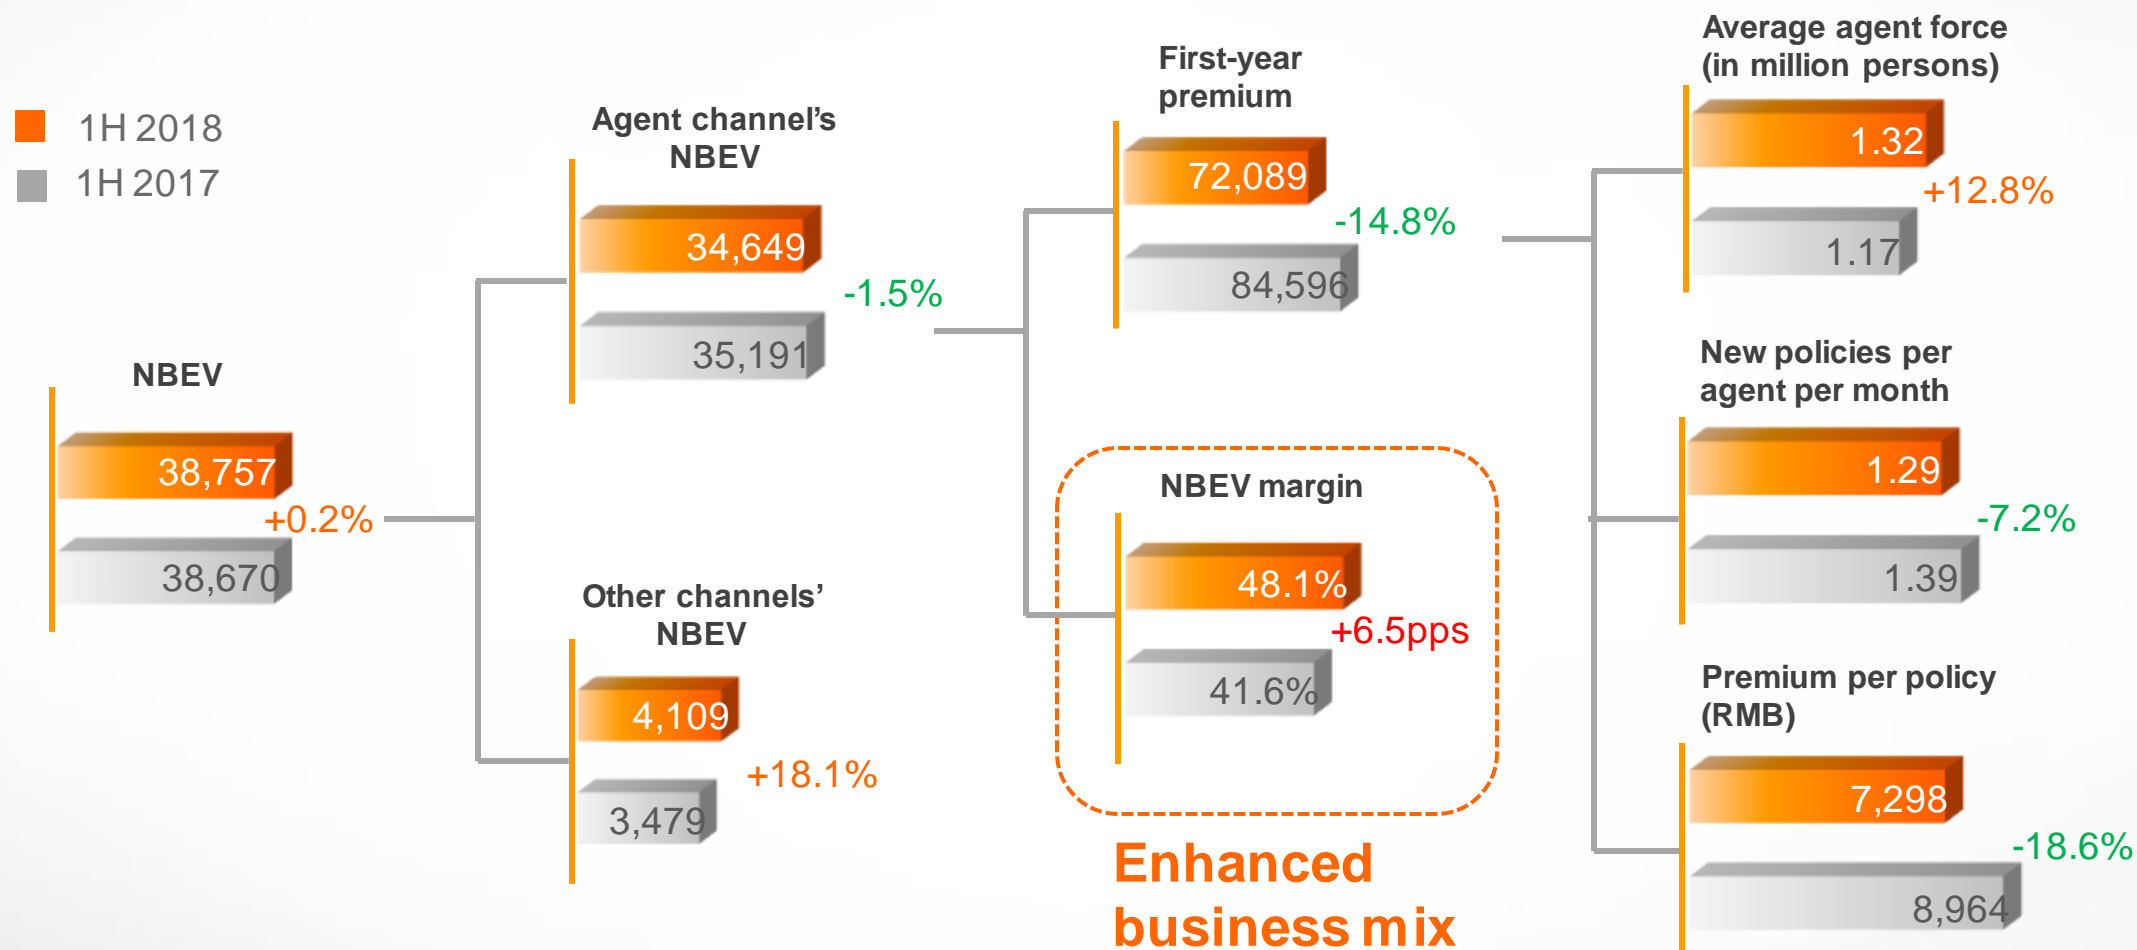 1H 2018
1H 2017
NBEV
38,757
+0.2%
38,670
Agent channel’s
NBEV
34,649
-1.5%
35,191
Other channels’
NBEV
4,109
+18.1%
3,479
First-year
premium
72,089
-14.8%
84,596
NBEV margin
48.1%
+6.5pps
41.6%
Enhanced
business mix
Average agent force
(in million persons)
1.32
+12.8%
1.17
New policies per
agent per month
1.29
-7.2%
1.39
Premium per policy
(RMB)
7,298
-18.6%
8,964